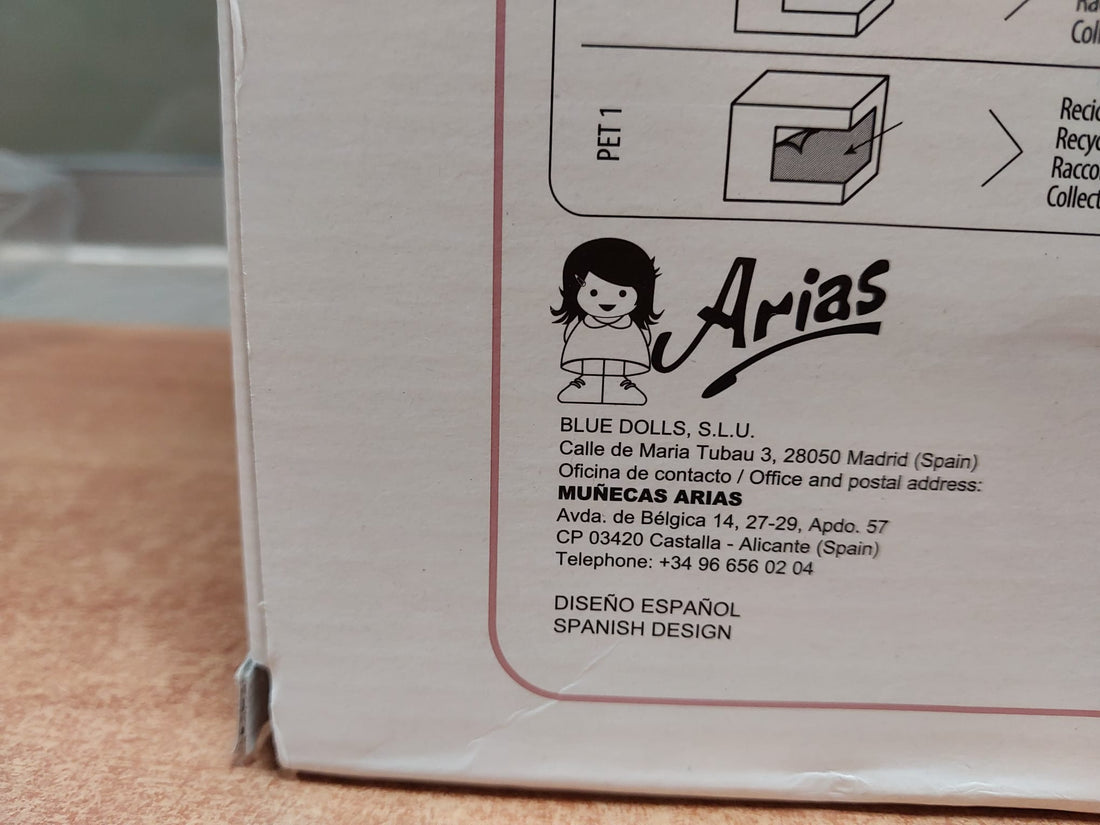 PET 1
Arias
BLUE DOLLS, S.L.U.
Calle de Maria Tubau 3, 28050 Madrid (Spain)
Oficina de contacto / Office and postal address:
MUÑECAS ARIAS
Avda. de Bélgica 14, 27-29, Apdo. 57
CP 03420 Castalla - Alicante (Spain)
Telephone: +34 96 656 02 04
DISEÑO ESPAÑOL
SPANISH DESIGN